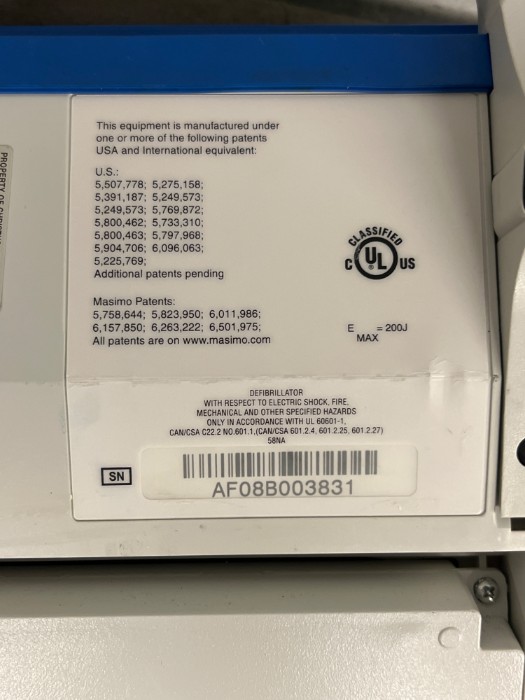 This equipment is manufactured under
one or more of the following patents
USA and International equivalent:
U.S.:
5,507,778; 5,275,158;
5,391,187; 5,249,573;
5,249,573; 5,769,872;
5,800,462; 5,733,310;
5,800,463; 5,797,968;
5,904,706; 6,096,063;
5,225,769;
Additional patents pending
Masimo Patents:
5,758,644; 5,823,950; 6,011,986;
6,157,850; 6,263,222; 6,501,975;
All patents are on www.masimo.com
CLASSIFIED
C UL US
E MAX = 200J
DEFIBRILLATOR
WITH RESPECT TO ELECTRIC SHOCK, FIRE,
MECHANICAL AND OTHER SPECIFIED HAZARDS
ONLY IN ACCORDANCE WITH UL 60601-1,
CAN/CSA C22.2 NO.601.1,(CAN/CSA 601.2.4, 601.2.25, 601.2.27)
58NA
SN
AF08B003831
PROPERTY OF